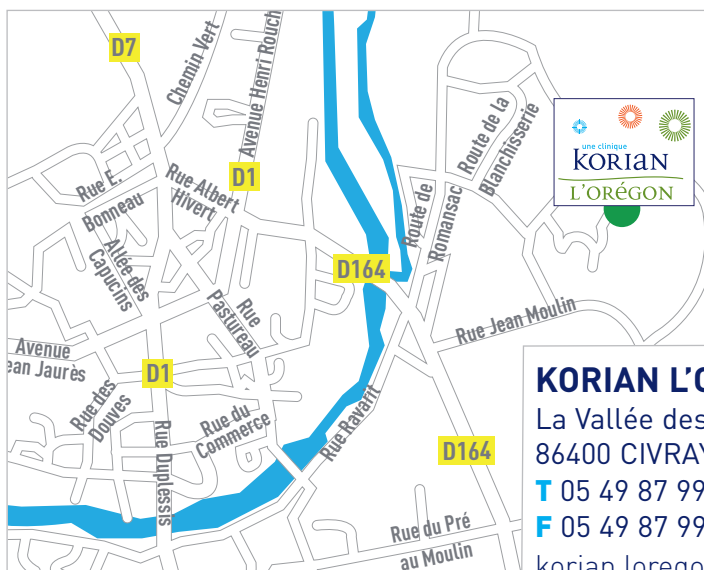 D7
Chemin Vert
Avenue Henri Rouch
Route de la
Blanchisserie
une clinique
KORIAN
L'ORÉGON
Rue E.
Bonneau
Rue Albert
Hivert
D1
Route de
Romansac
Allée des
Capucins
D164
Rue
Pastureau
Rue Jean Moulin
Avenue
ean Jaurès
D1
Rue des
Douves
Rue du
Commerce
Rue Ravarit
Rue Duplessis
D164
Rue du Pré
au Moulin
KORIAN L'O
La Vallée des
86400 CIVRAY
T 05 49 87 99
F 05 49 87 99
korian.lorego